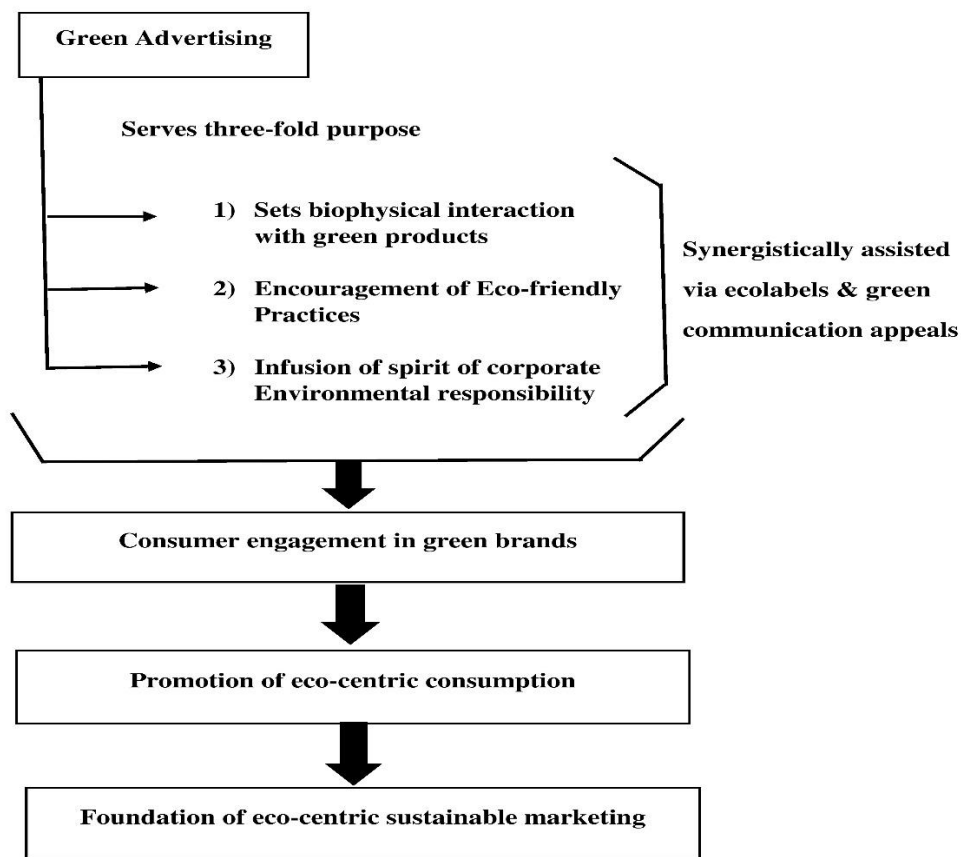 Green Advertising
Serves three-fold purpose
1) Sets biophysical interaction
with green products
2) Encouragement of Eco-friendly
Practices
3) Infusion of spirit of corporate
Environmental responsibility
Synergistically assisted
via ecolabels & green
communication appeals
Consumer engagement in green brands
Promotion of eco-centric consumption
Foundation of eco-centric sustainable marketing